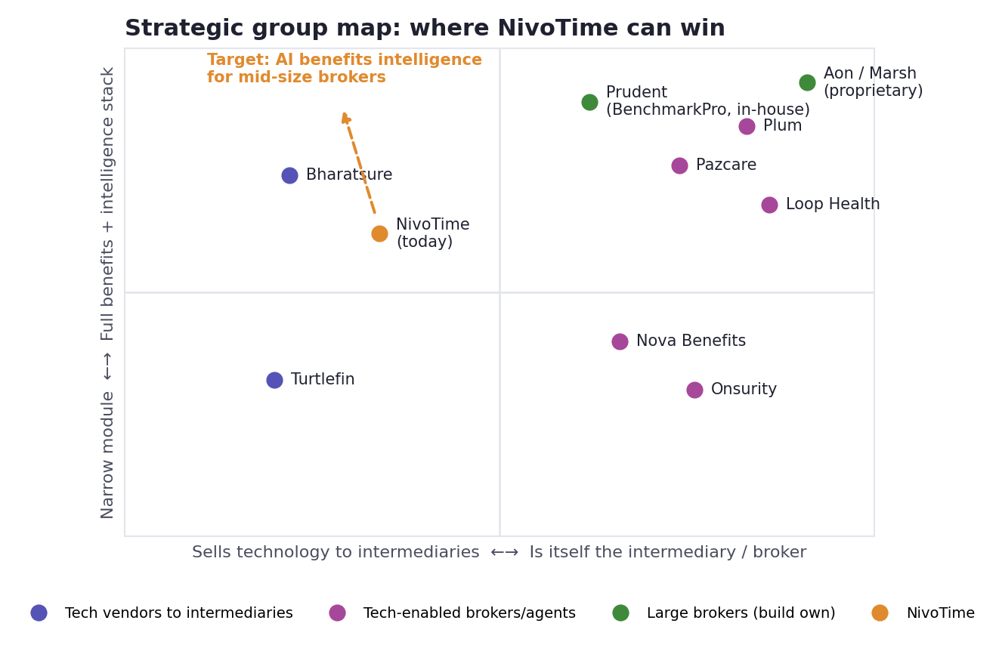 Strategic group map: where NivoTime can win
Target: AI benefits intelligence
for mid-size brokers
Aon / Marsh
(proprietary)
Prudent
(BenchmarkPro, in-house)
Plum
Pazcare
Bharatsure
Loop Health
NivoTime
(today)
Nova Benefits
Turtlefin
Onsurity
Narrow module ←→ Full benefits + intelligence stack
Sells technology to intermediaries ←→ Is itself the intermediary / broker
Tech vendors to intermediaries
Tech-enabled brokers/agents
Large brokers (build own)
NivoTime